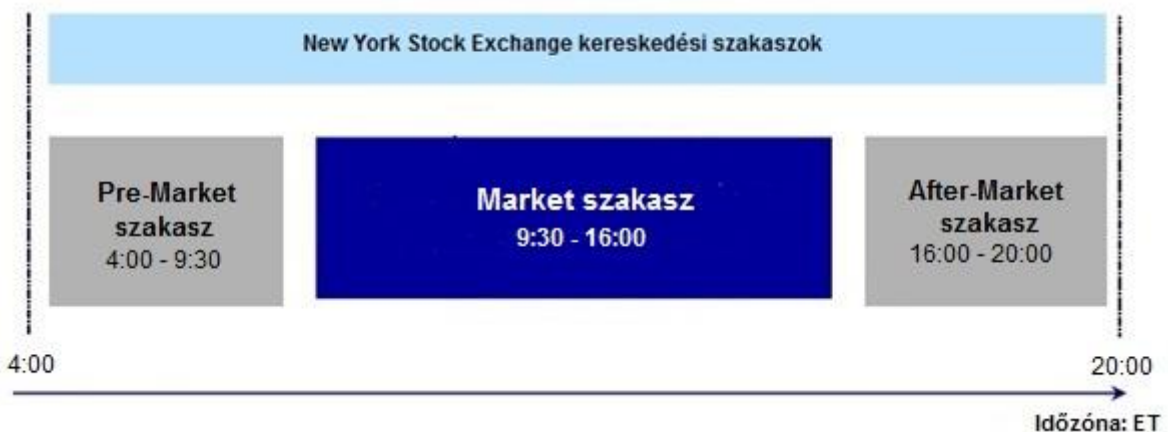 New York Stock Exchange kereskedési szakaszok
Pre-Market
szakasz
4:00 - 9:30
Market szakasz
9:30 - 16:00
After-Market
szakasz
16:00 - 20:00
4:00
20:00
Időzóna: ET